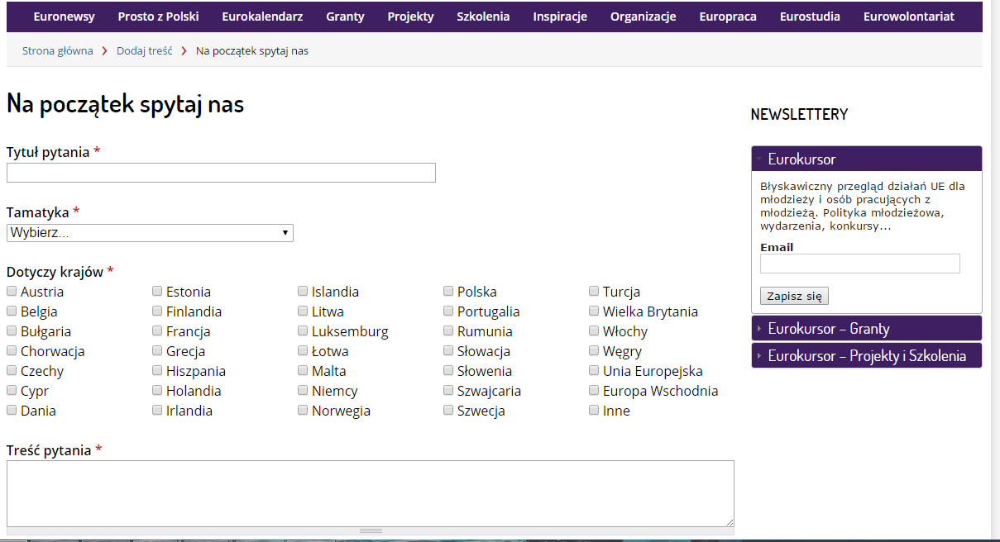 Euronewsy Prosto z Polski Eurokalendarz Granty Projekty Szkolenia Inspiracje Organizacje Europraca Eurostudia Eurowolontariat
Strona główna Dodaj treść Na początek spytaj nas
Na początek spytaj nas
Tytuł pytania *
Tamatyka *
Wybierz...
Dotyczy krajów *
Austria Estonia Islandia Polska Turcja
Belgia Finlandia Litwa Portugalia Wielka Brytania
Bułgaria Francja Luksemburg Rumunia Włochy
Chorwacja Grecja Łotwa Słowacja Węgry
Czechy Hiszpania Malta Słowenia Unia Europejska
Cypr Holandia Niemcy Szwajcaria Europa Wschodnia
Dania Irlandia Norwegia Szwecja Inne
Treść pytania *
NEWSLETTERY
Eurokursor
Błyskawiczny przegląd działań UE dla
młodzieży i osób pracujących z
młodzieżą. Polityka młodzieżowa,
wydarzenia, konkursy...
Email
Zapisz się
Eurokursor – Granty
Eurokursor – Projekty i Szkolenia